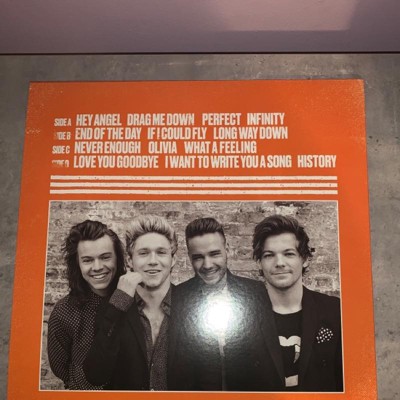 SIDE A HEY ANGEL DRAG ME DOWN PERFECT INFINITY
SIDE B END OF THE DAY IF I COULD FLY LONG WAY DOWN
SIDE C NEVER ENOUGH OLIVIA WHAT A FEELING
SIDE D LOVE YOU GOODBYE I WANT TO WRITE YOU A SONG HISTORY